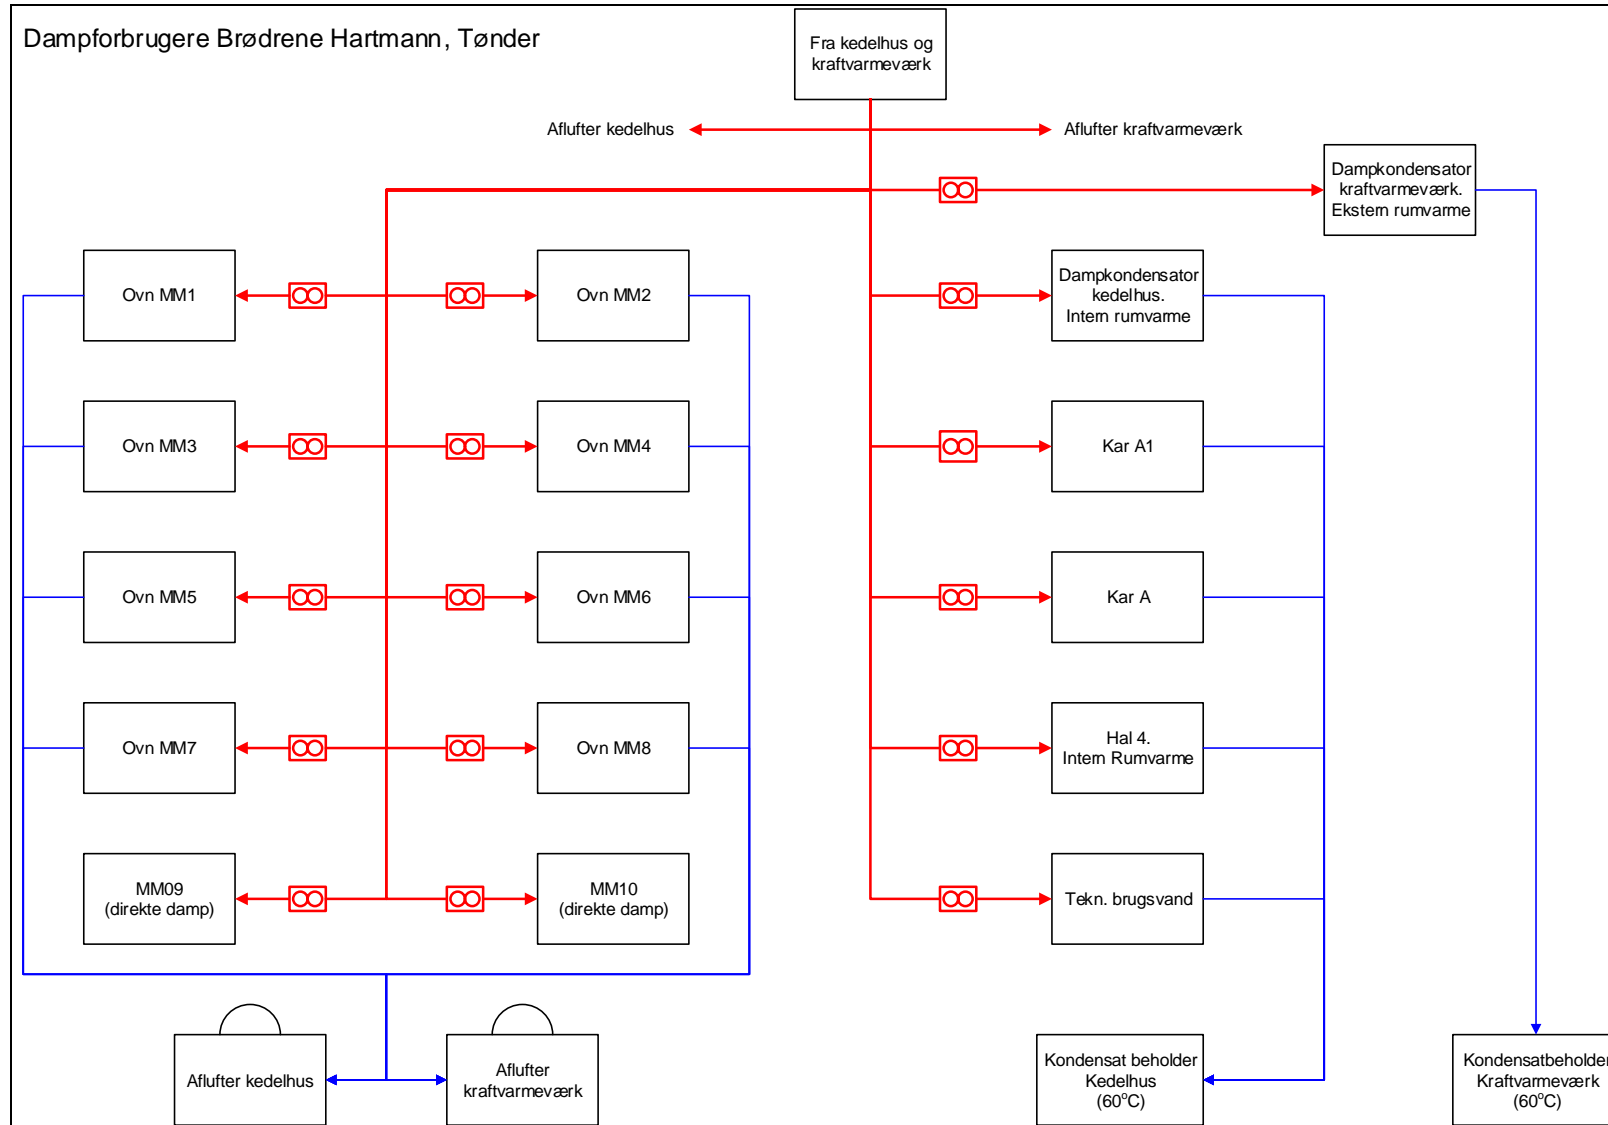 Dampforbrugere Brødrene Hartmann, Tønder
Fra kedelhus og
kraftvarmeværk
Aflufter kedelhus
Aflufter kraftvarmeværk
Dampkondensator
kraftvarmeværk.
Ekstern rumvarme
Ovn MM1
Ovn MM2
Dampkondensator
kedelhus.
Intern rumvarme
Ovn MM3
Ovn MM4
Kar A1
Ovn MM5
Ovn MM6
Kar A
Ovn MM7
Ovn MM8
Hal 4.
Intern Rumvarme
MM09
(direkte damp)
MM10
(direkte damp)
Tekn. brugsvand
Aflufter kedelhus
Aflufter
kraftvarmeværk
Kondensat beholder
Kedelhus
(60°C)
Kondensatbeholder
Kraftvarmeværk
(60°C)